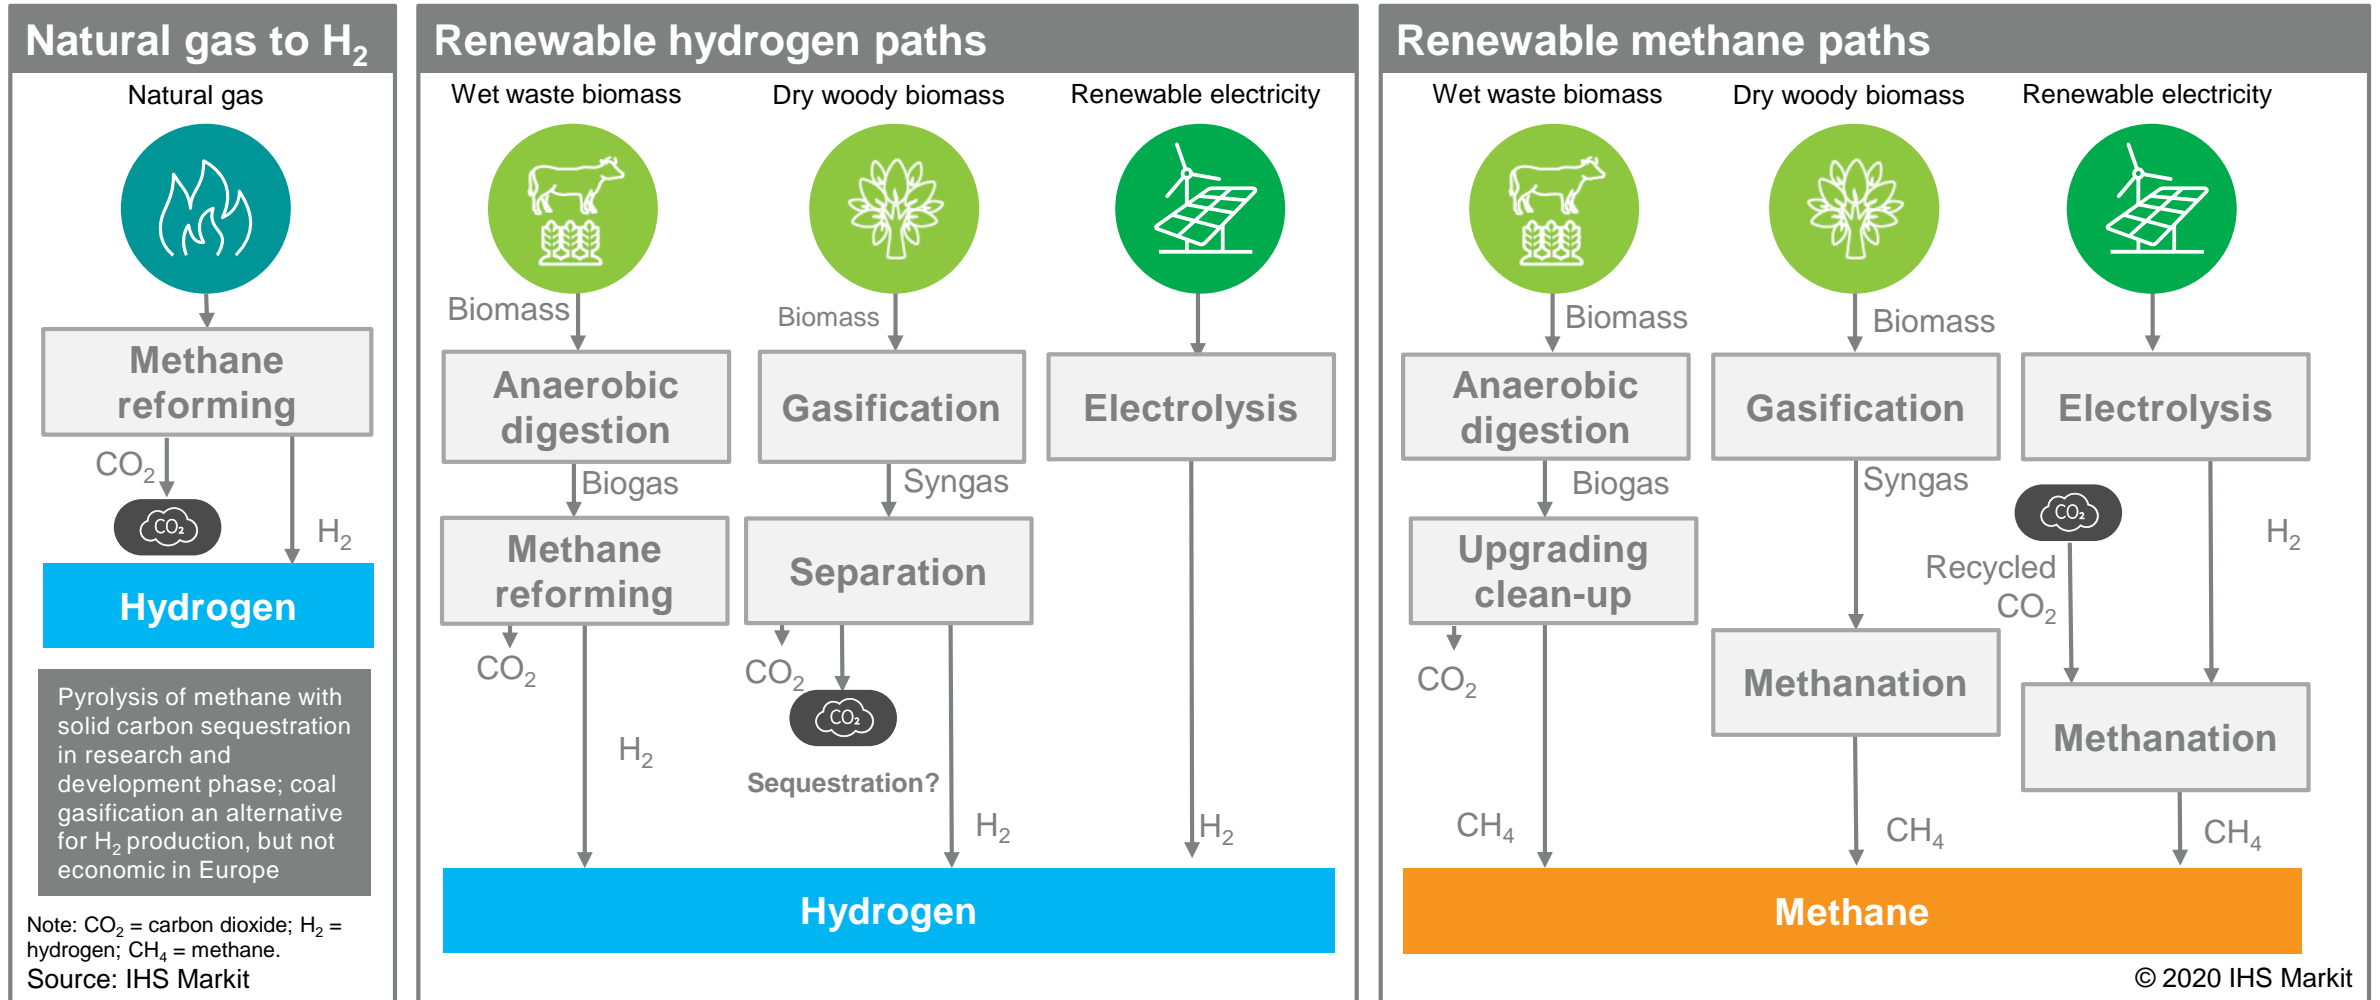 Natural gas to H₂
Natural gas
Methane
reforming
CO₂
CO₂
H₂
Hydrogen
Pyrolysis of methane with
solid carbon sequestration
in research and
development phase; coal
gasification an alternative
for H₂ production, but not
economic in Europe
Note: CO₂ = carbon dioxide; H₂ =
hydrogen; CH₄ = methane.
Source: IHS Markit
Renewable hydrogen paths
Wet waste biomass
Biomass
Anaerobic
digestion
Biogas
Methane
reforming
CO₂
H₂
Dry woody biomass
Biomass
Gasification
Syngas
Separation
CO₂
CO₂
Sequestration?
H₂
Renewable electricity
Electrolysis
H₂
Hydrogen
Renewable methane paths
Wet waste biomass
Biomass
Anaerobic
digestion
Biogas
Upgrading
clean-up
CO₂
CH₄
Dry woody biomass
Biomass
Gasification
Syngas
Methanation
CH₄
Renewable electricity
Electrolysis
CO₂
Recycled
CO₂
H₂
Methanation
CH₄
Methane
© 2020 IHS Markit